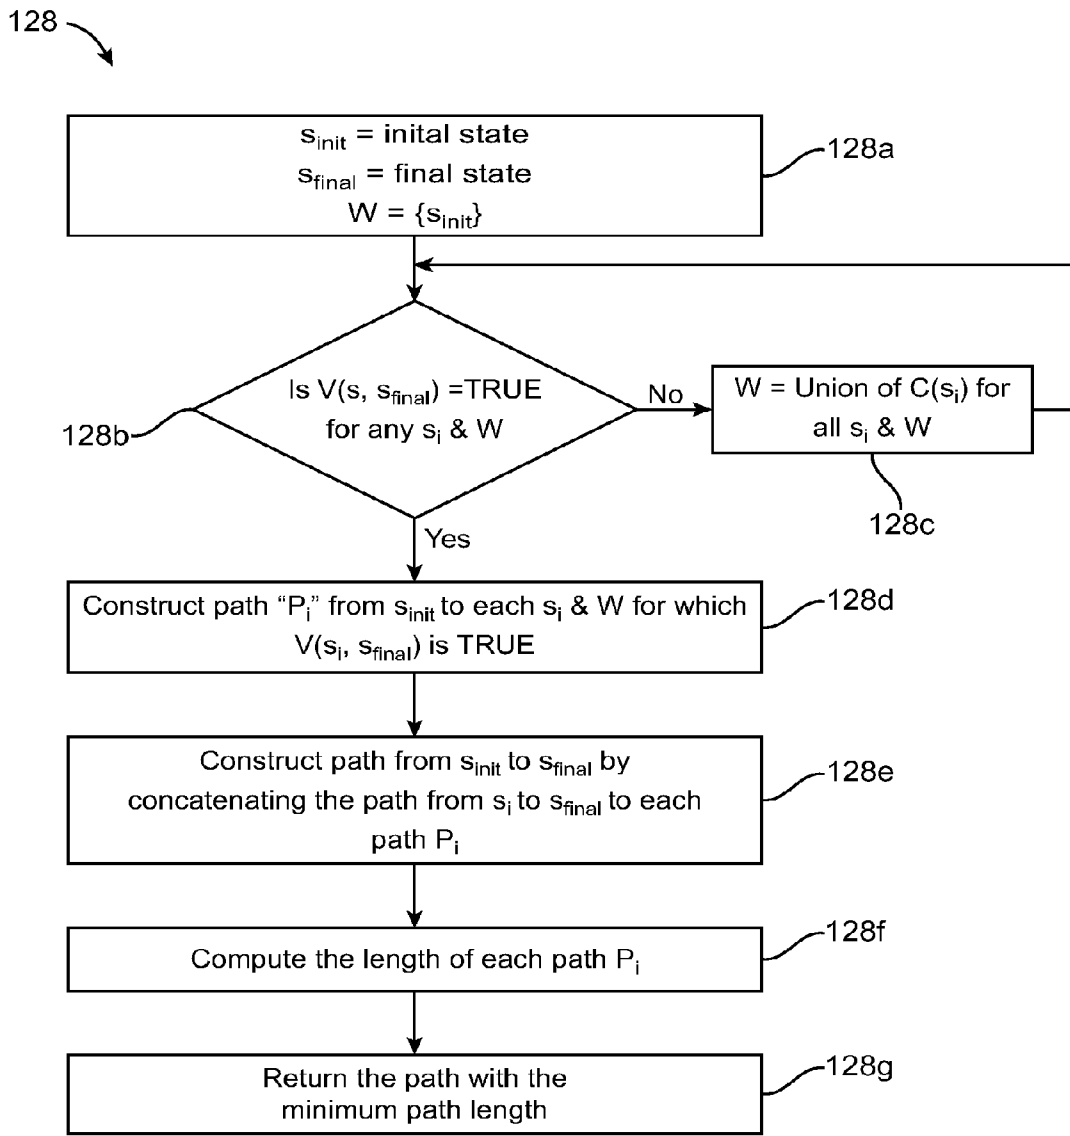 128
s_init = inital state
s_final = final state
W = {s_init}
128a
Is V(s, s_final) =TRUE
for any s_i & W
128b
No
W = Union of C(s_i) for
all s_i & W
128c
Yes
Construct path “P_i” from s_init to each s_i & W for which
V(s_i, s_final) is TRUE
128d
Construct path from s_init to s_final by
concatenating the path from s_i to s_final to each
path P_i
128e
Compute the length of each path P_i
128f
Return the path with the
minimum path length
128g